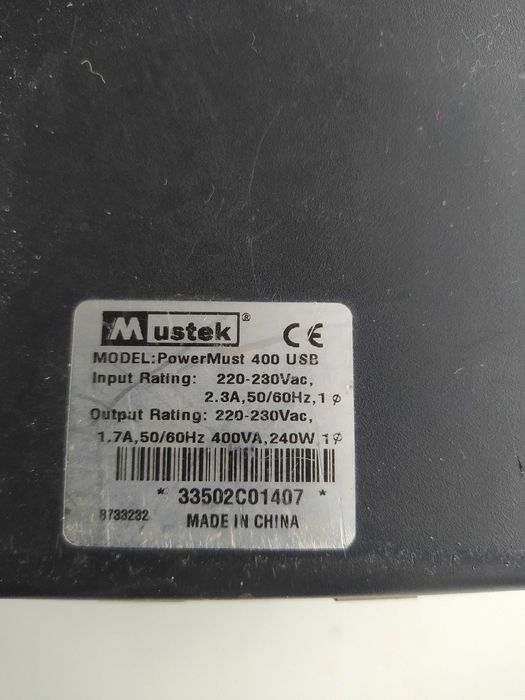 Mustek ® CE
MODEL:PowerMust 400 USB
Input Rating: 220-230Vac,
2.3A,50/60Hz,1 ϕ
Output Rating: 220-230Vac,
1.7A,50/60Hz 400VA,240W 1ϕ
* 33502C01407 *
8733232 MADE IN CHINA